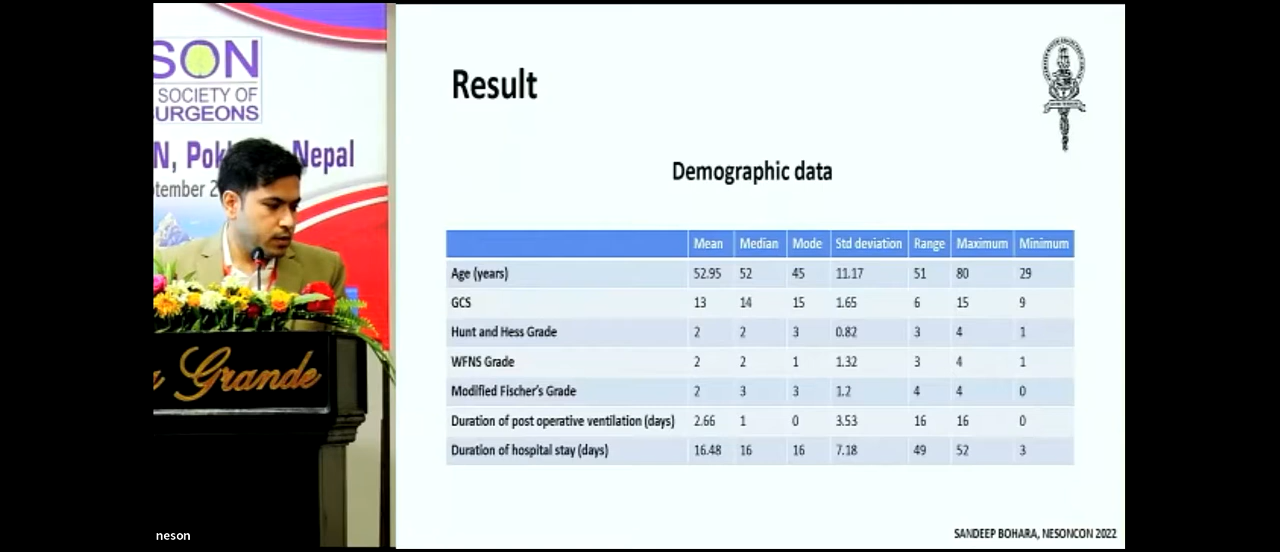 SON
SOCIETY OF
SURGEONS
N, Pok
Nepal
tember 2
Grande
neson
Result
Demographic data
Mean Median Mode Std deviation Range Maximum Minimum
Age (years) 52.95 52 45 11.17 51 80 29
GCS 13 14 15 1.65 6 15 9
Hunt and Hess Grade 2 2 3 0.82 3 4 1
WFNS Grade 2 2 1 1.32 3 4 1
Modified Fischer's Grade 2 3 3 1.2 4 4 0
Duration of post operative ventilation (days) 2.66 1 0 3.53 16 16 0
Duration of hospital stay (days) 16.48 16 16 7.18 49 52 3
SANDEEP BOHARA, NESONCON 2022